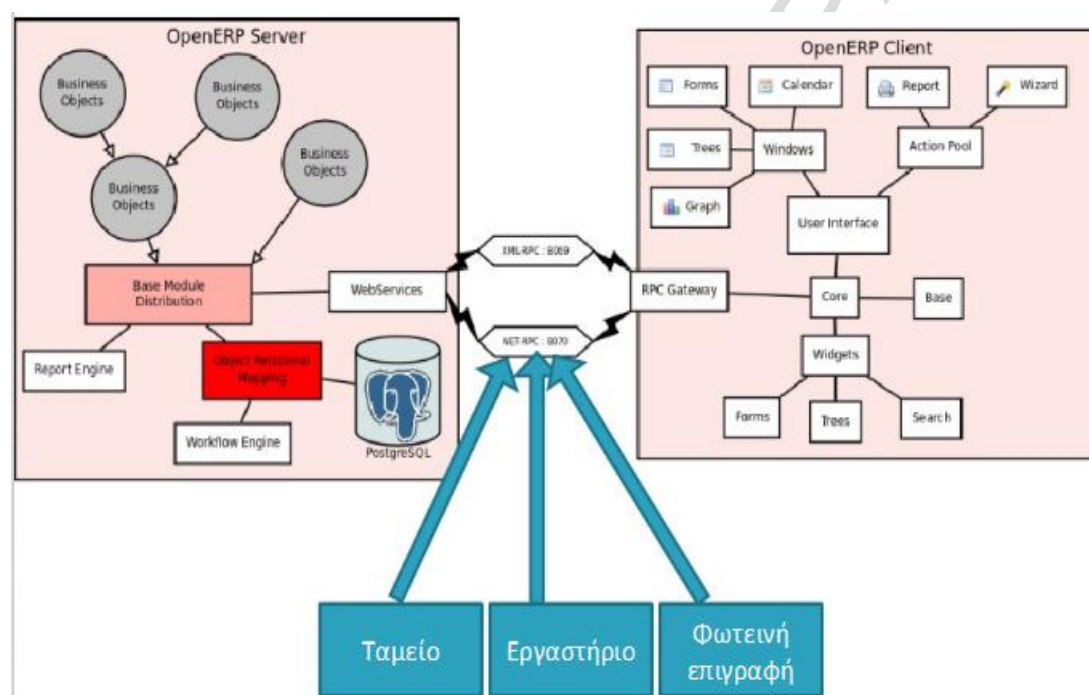 OpenERP Server
Business
Objects
Business
Objects
Business
Objects
Business
Objects
Base Module
Distribution
WebServices
Report Engine
Object Relational
Mapping
Workflow Engine
PostgreSQL
XML-RPC : 8069
NET-RPC : 8070
OpenERP Client
Forms
Calendar
Report
Wizard
Trees
Windows
Action Pool
Graph
User Interface
RPC Gateway
Core
Base
Widgets
Forms
Trees
Search
Ταμείο
Εργαστήριο
Φωτεινή
επιγραφή